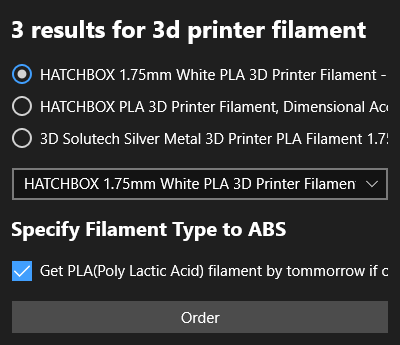 3 results for 3d printer filament
HATCHBOX 1.75mm White PLA 3D Printer Filament -
HATCHBOX PLA 3D Printer Filament, Dimensional Acc
3D Solutech Silver Metal 3D Printer PLA Filament 1.75
HATCHBOX 1.75mm White PLA 3D Printer Filamen
Specify Filament Type to ABS
Get PLA(Poly Lactic Acid) filament by tommorrow if o
Order